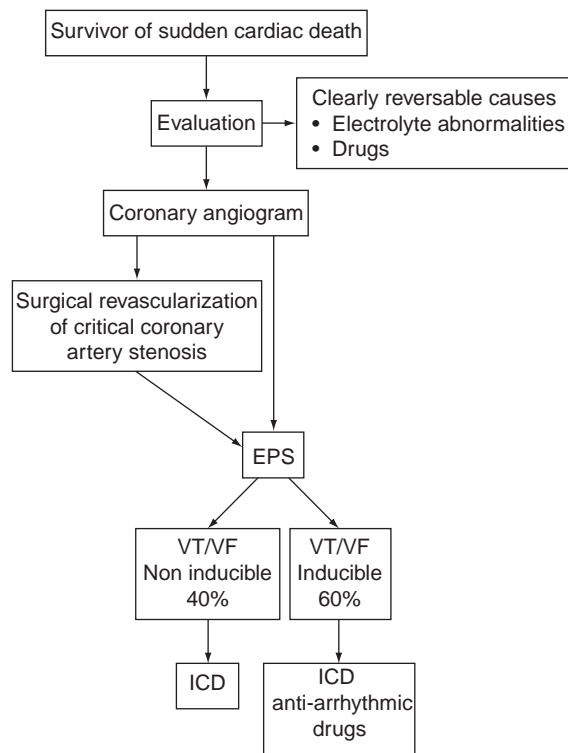 Survivor of sudden cardiac death
Evaluation
Clearly reversable causes
• Electrolyte abnormalities
• Drugs
Coronary angiogram
Surgical revascularization
of critical coronary
artery stenosis
EPS
VT/VF
Non inducible
40%
VT/VF
Inducible
60%
ICD
ICD
anti-arrhythmic
drugs